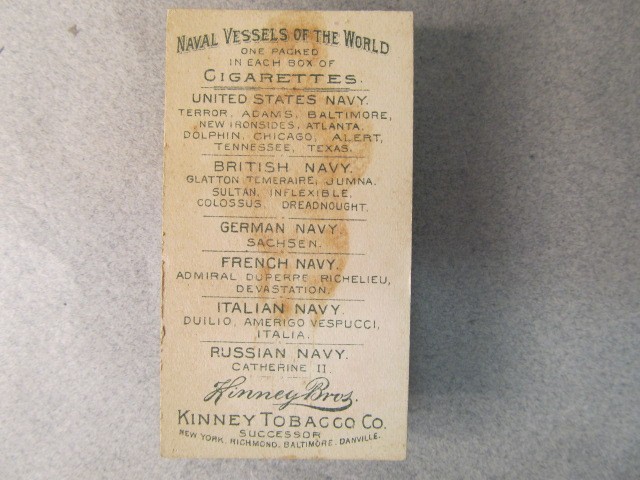 NAVAL VESSELS OF THE WORLD
ONE PACKED
IN EACH BOX OF
CIGARETTES.
UNITED STATES NAVY.
TERROR, ADAMS, BALTIMORE,
NEW IRONSIDES, ATLANTA,
DOLPHIN, CHICAGO, ALERT,
TENNESSEE, TEXAS.
BRITISH NAVY.
GLATTON TEMERAIRE, JUMNA,
SULTAN, INFLEXIBLE,
COLOSSUS, DREADNOUGHT.
GERMAN NAVY.
SACHSEN.
FRENCH NAVY.
ADMIRAL DUPERRE, RICHELIEU,
DEVASTATION.
ITALIAN NAVY.
DUILIO, AMERIGO VESPUCCI,
ITALIA.
RUSSIAN NAVY.
CATHERINE II.
Kinney Bros.
KINNEY TOBACCO CO.
SUCCESSOR
NEW YORK, RICHMOND, BALTIMORE, DANVILLE.